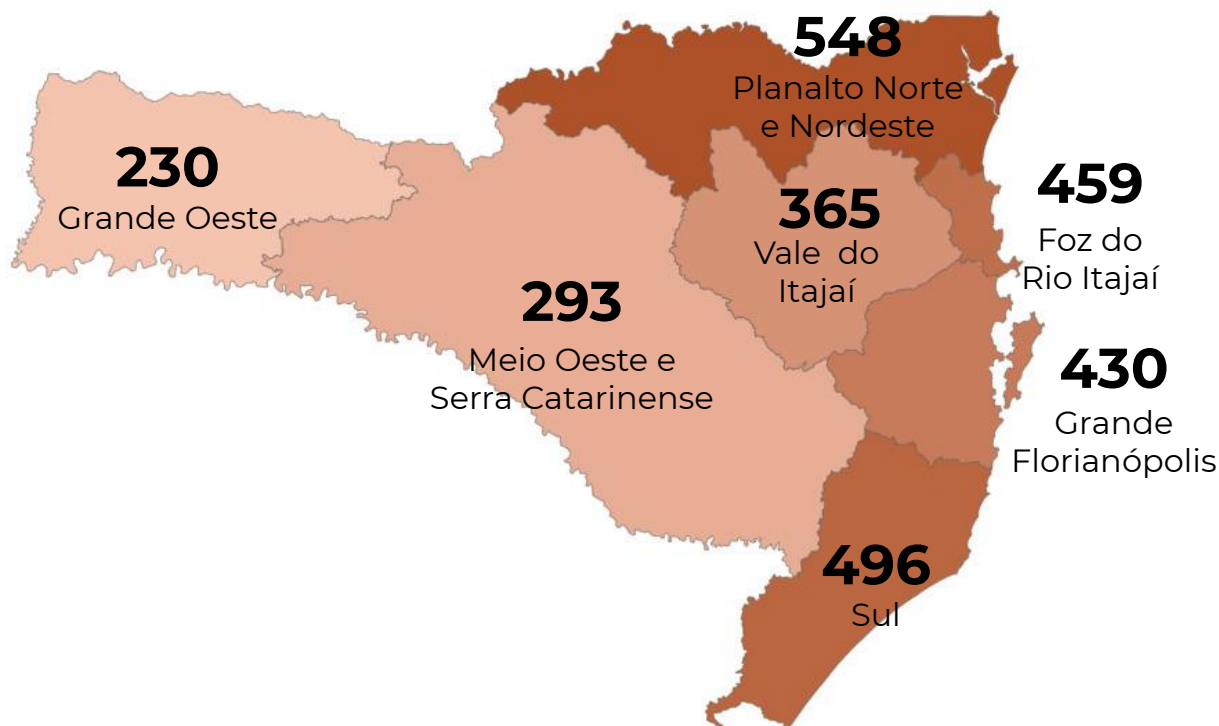 548
Planalto Norte
e Nordeste
230
Grande Oeste
365
Vale do
Itajaí
459
Foz do
Rio Itajaí
293
Meio Oeste e
Serra Catarinense
430
Grande
Florianópolis
496
Sul